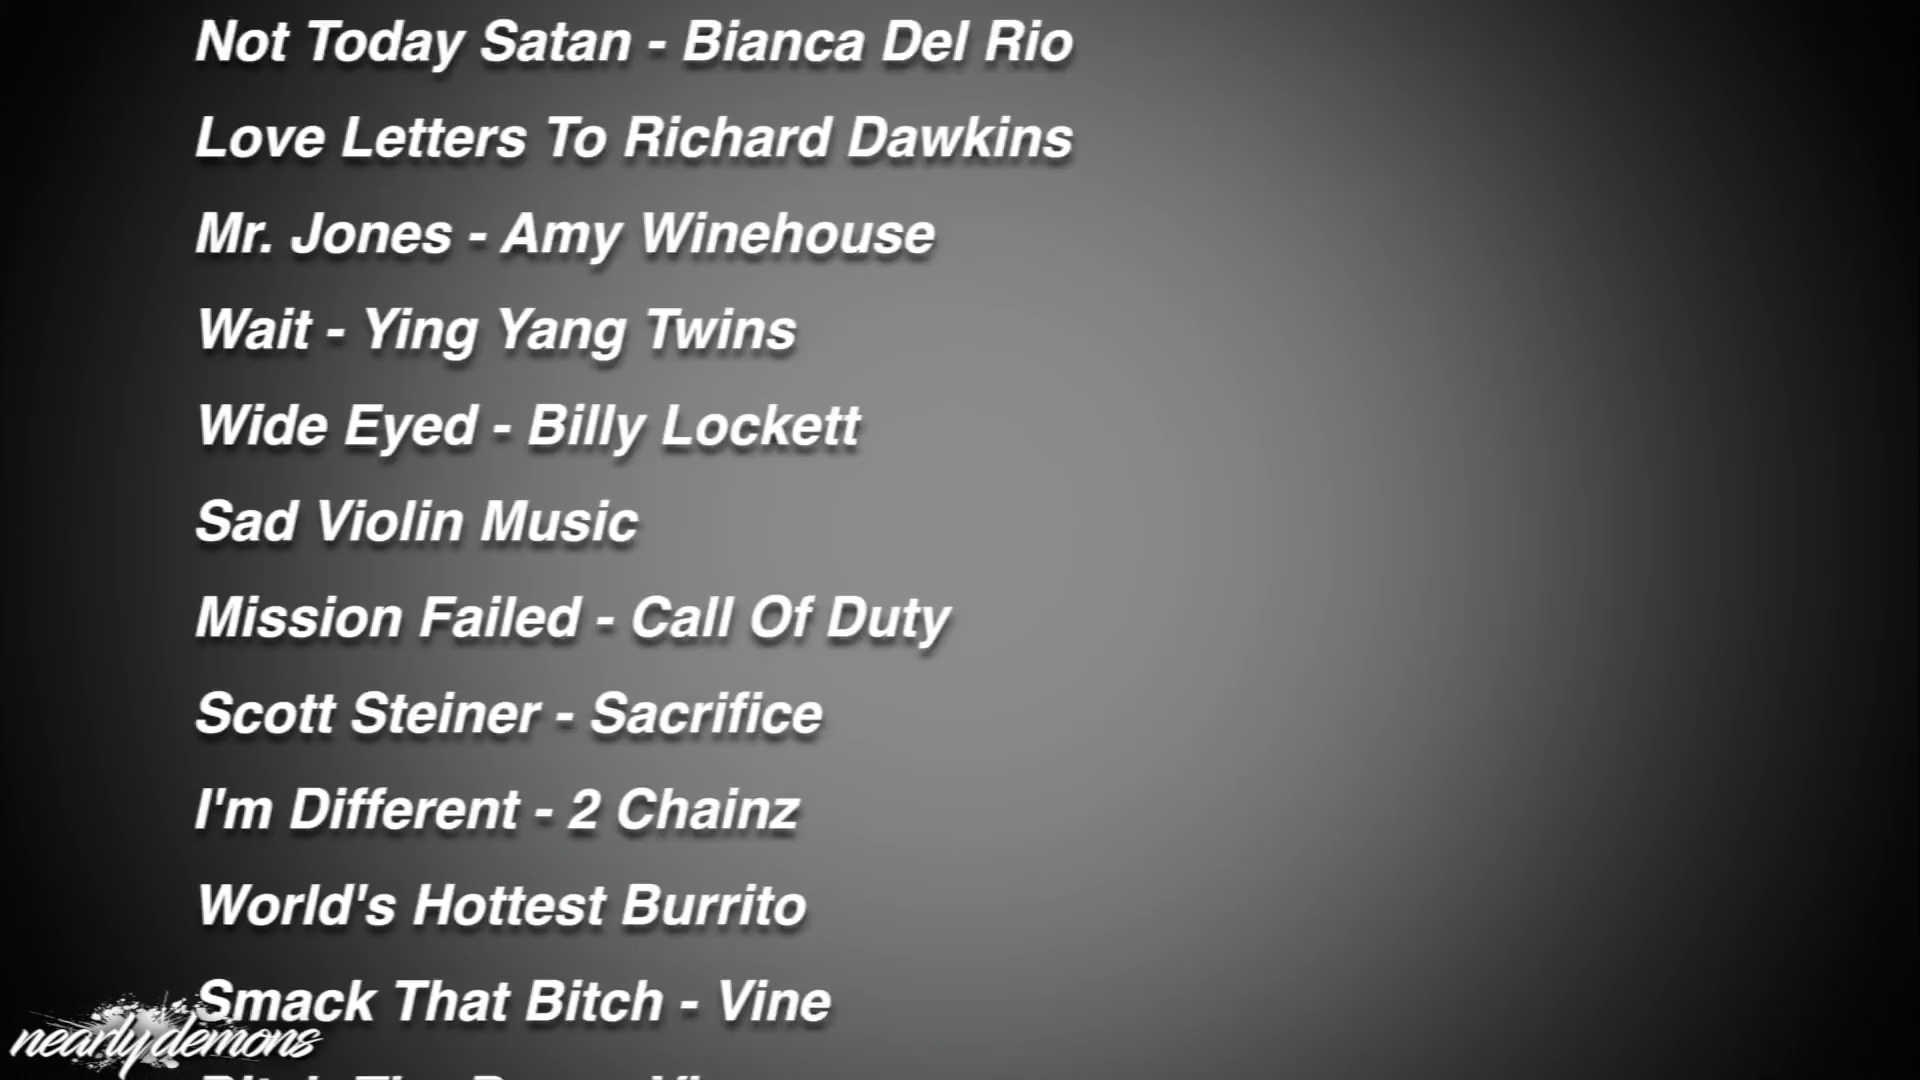 Not Today Satan - Bianca Del Rio
Love Letters To Richard Dawkins
Mr. Jones - Amy Winehouse
Wait - Ying Yang Twins
Wide Eyed - Billy Lockett
Sad Violin Music
Mission Failed - Call Of Duty
Scott Steiner - Sacrifice
I'm Different - 2 Chainz
World's Hottest Burrito
Smack That Bitch - Vine
nearly demons